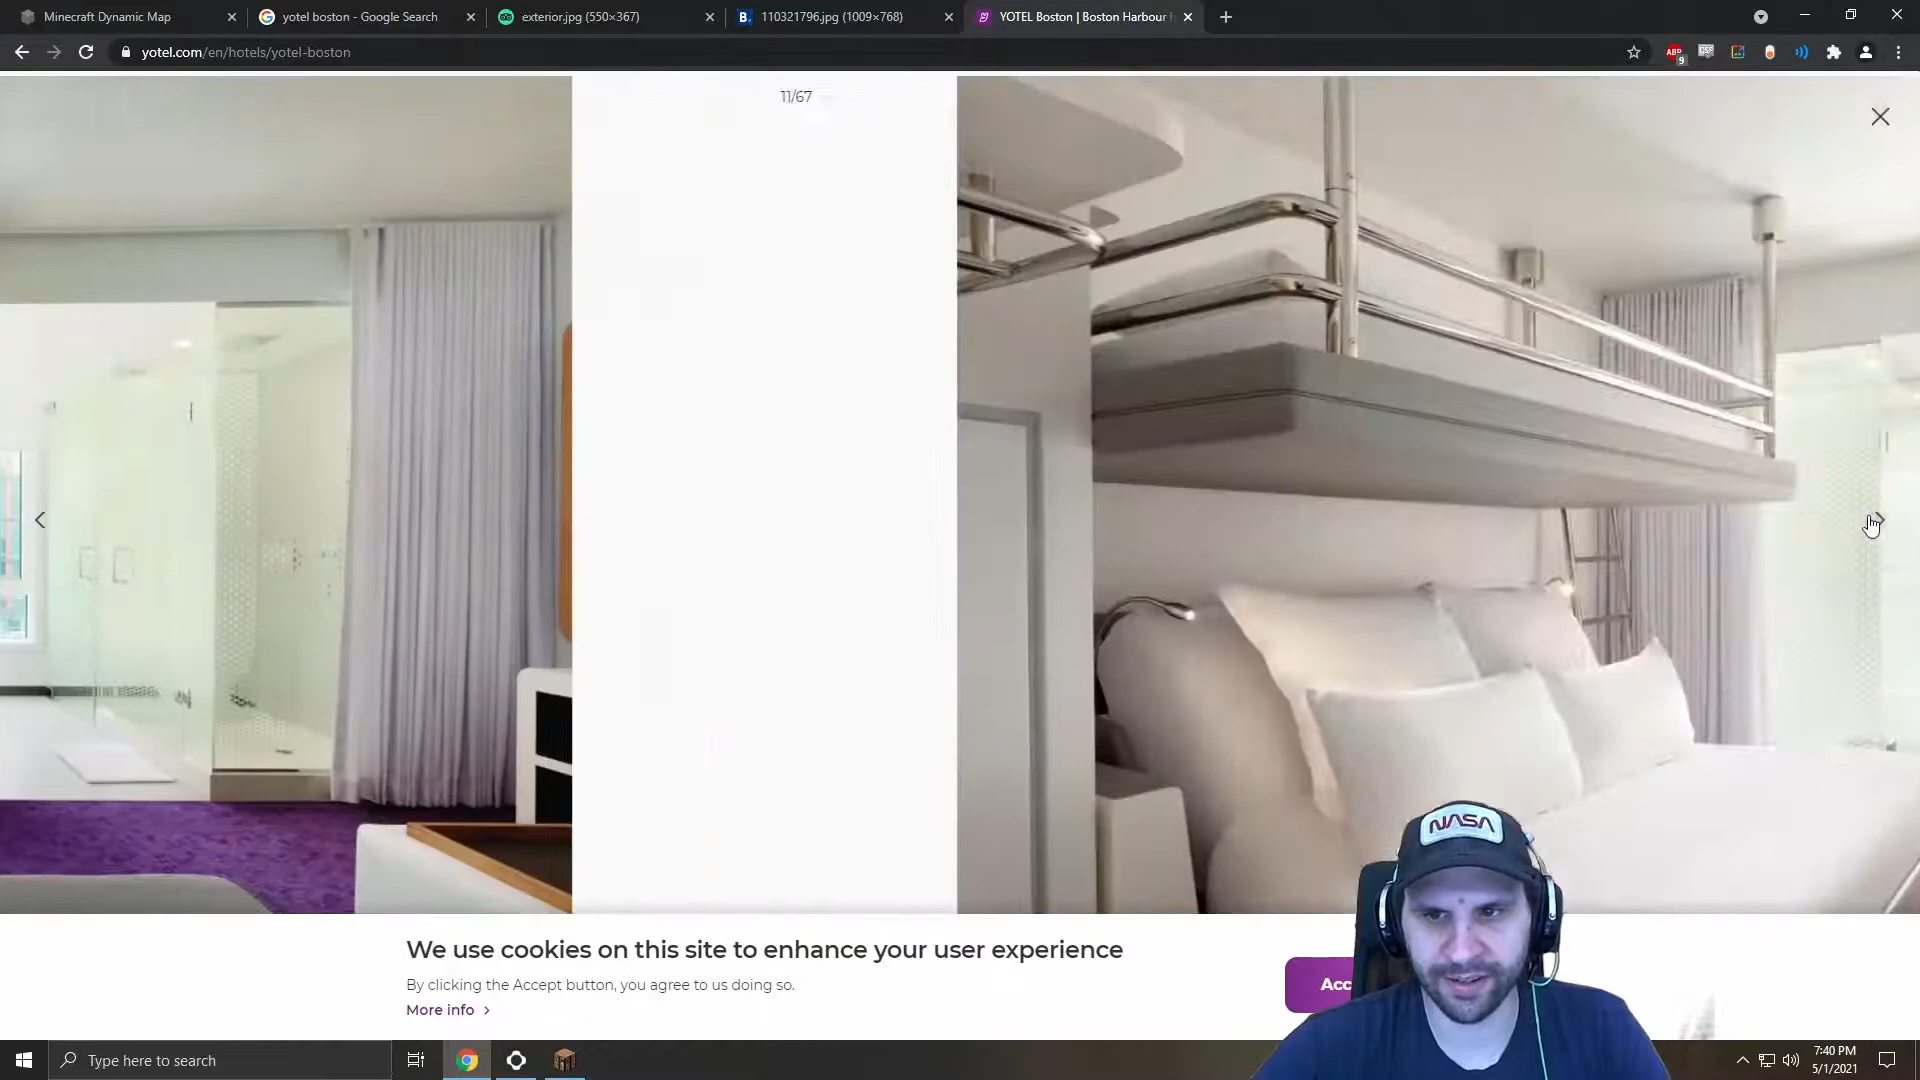 Minecraft Dynamic Map
yotel boston - Google Search
exterior.jpg (550×367)
110321796.jpg (1009×768)
YOTEL Boston | Boston Harbour
yotel.com/en/hotels/yotel-boston
ABP
9
11/67
We use cookies on this site to enhance your user experience
By clicking the Accept button, you agree to us doing so.
More info
Acc
NASA
Type here to search
7:40 PM
5/1/2021